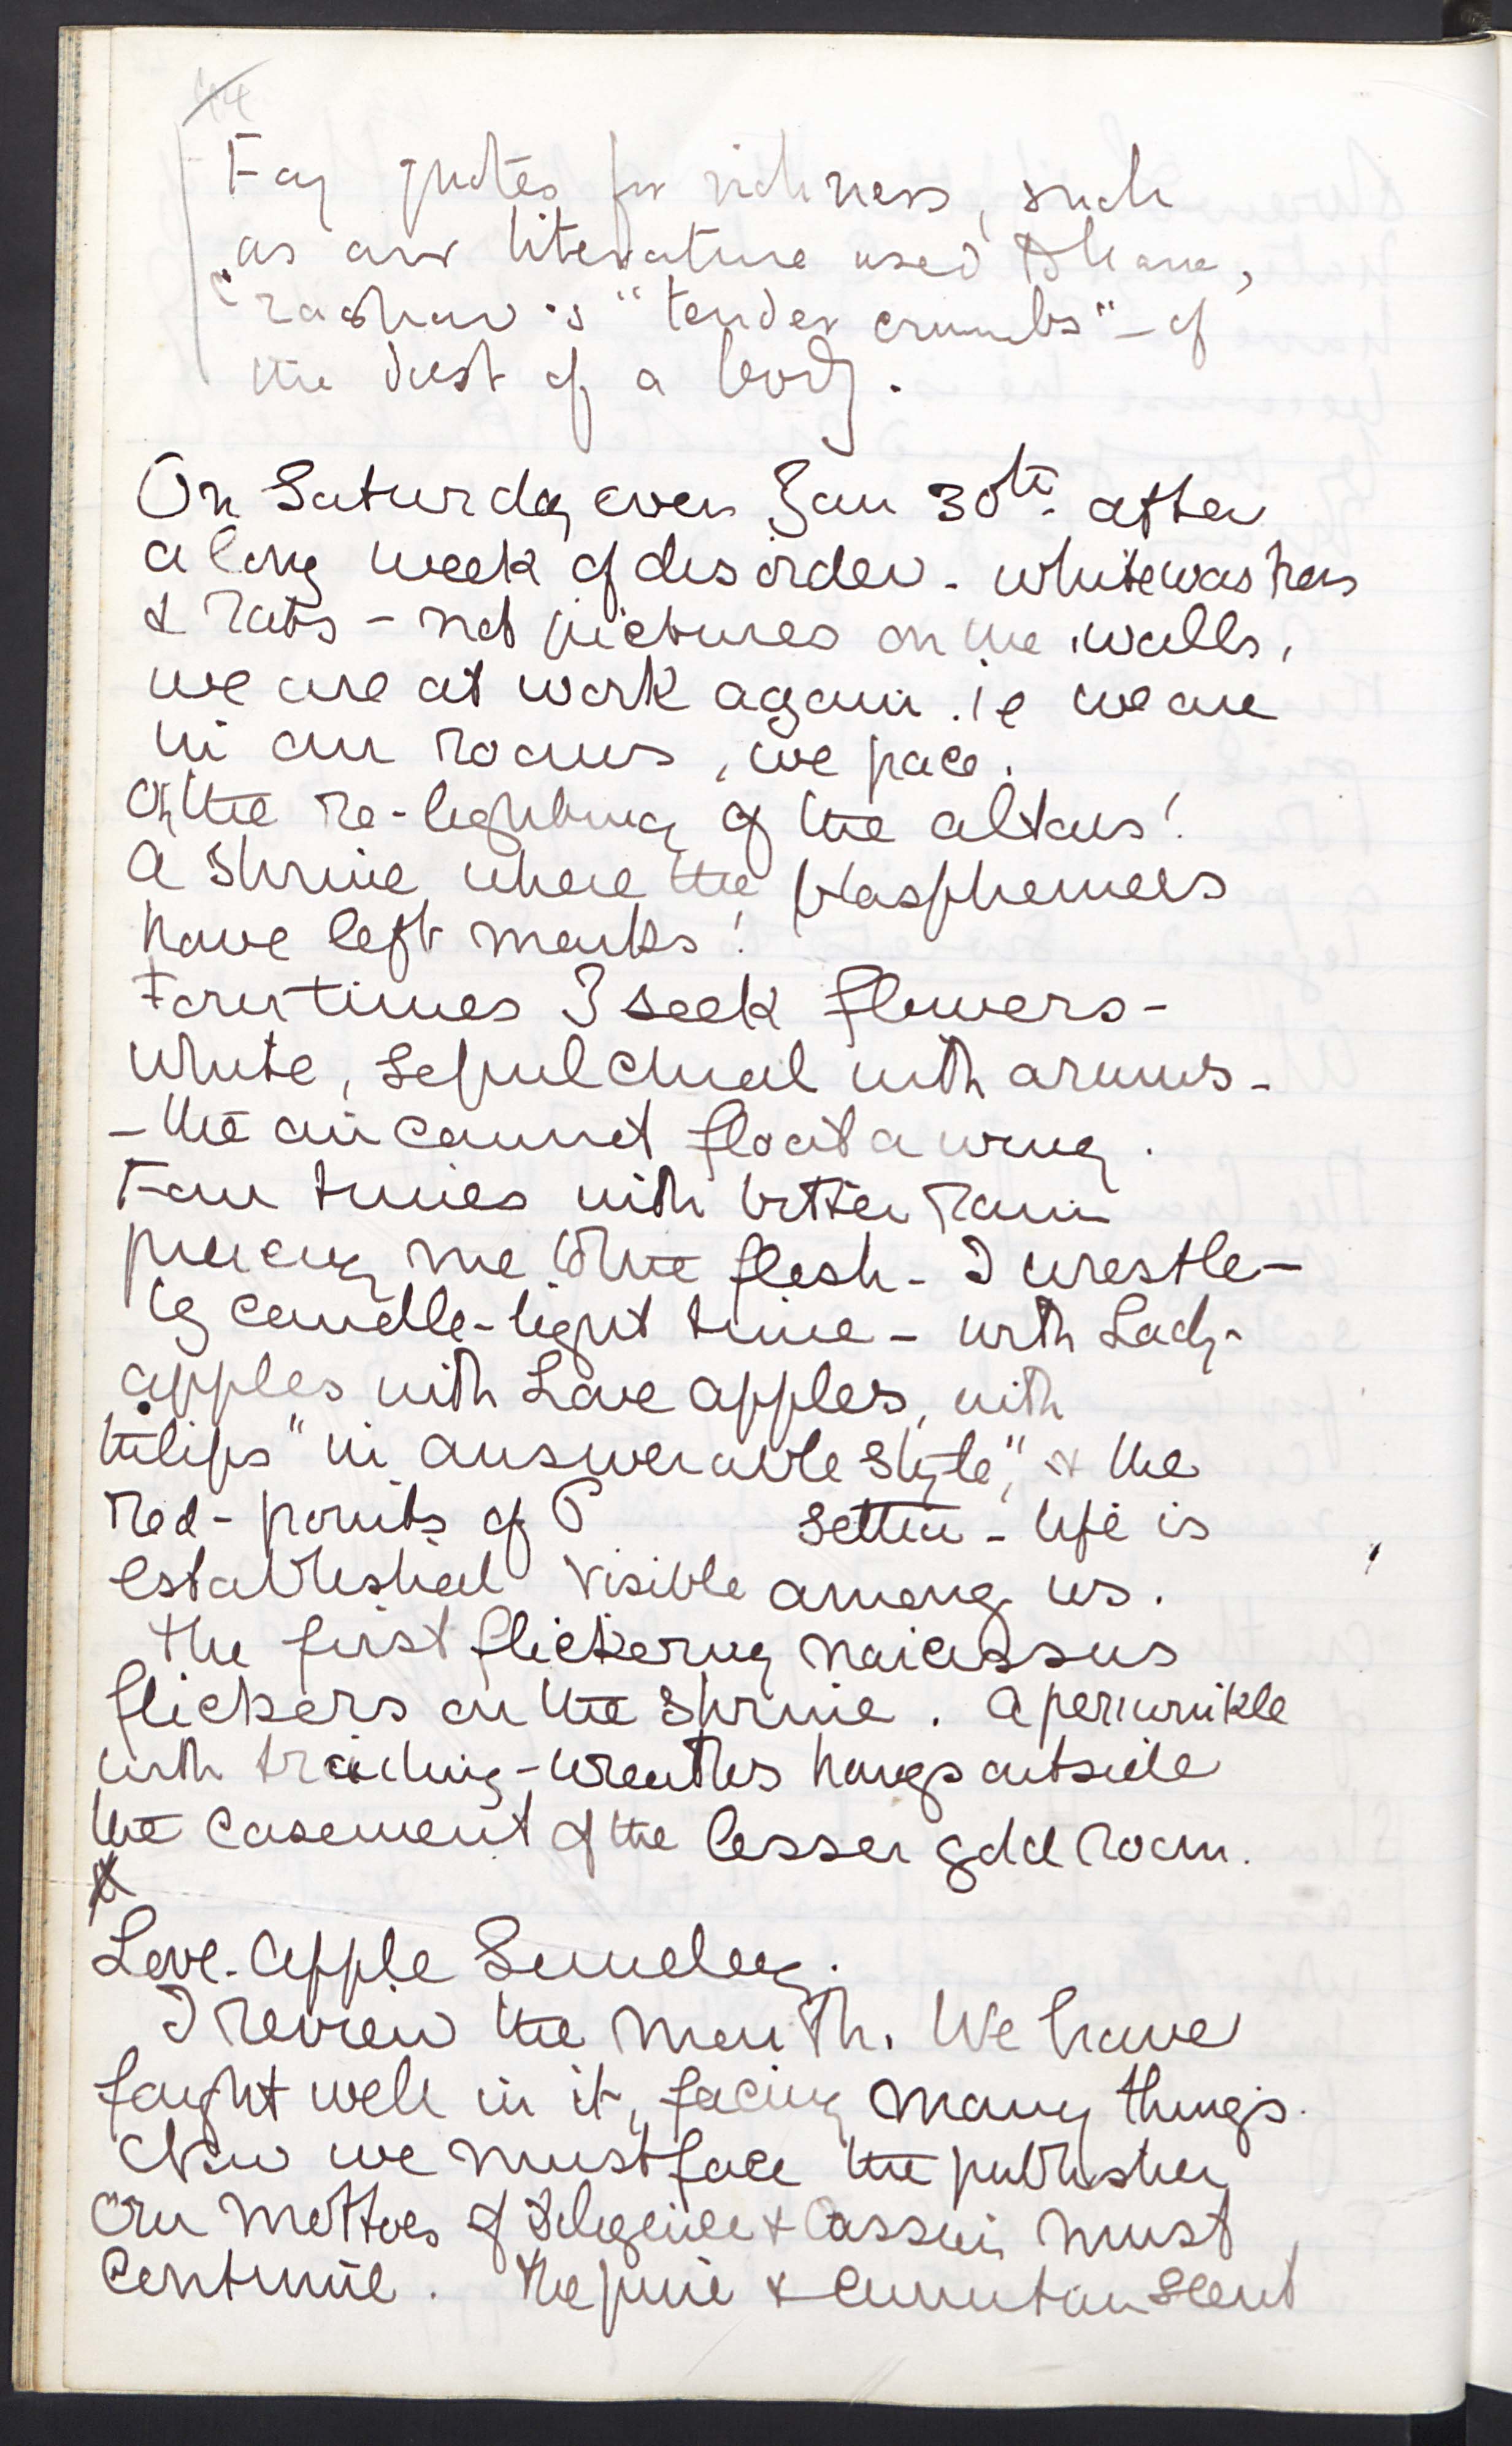 Fay quotes for richness, such
as our literature used to have,
Crashaw's "tender crumbs" - of
the dust of a body.
On Saturday even Jan 30th after
a long week of disorder - whitewashers
& rats - not pictures on the walls,
we are at work again. ie we are
in our rooms, we pace.
Oh the re-lighting of the altars!
A shrine where the blasphemers
have left marks!
Four times I seek flowers -
White, sepulchral with arums -
- the air cannot float a wing.
Four times with bitter rain
piercing me to the flesh - I wrestle -
by candle-light time - with Lady-
apples with Love apples, with
tulips "in answerable style", & the
red-points of P settia - life is
established visible among us.
The first flickering narcissus
flickers on the shrine. A periwinkle
with trailing-wreaths hangs outside
the casement of the lesser gold room.
Love-Apple Sunday.
I review the month. We have
fought well in it, facing many things.
Now we must face the publisher
Our mottoes of Diligence & must
continue. The pine & scent